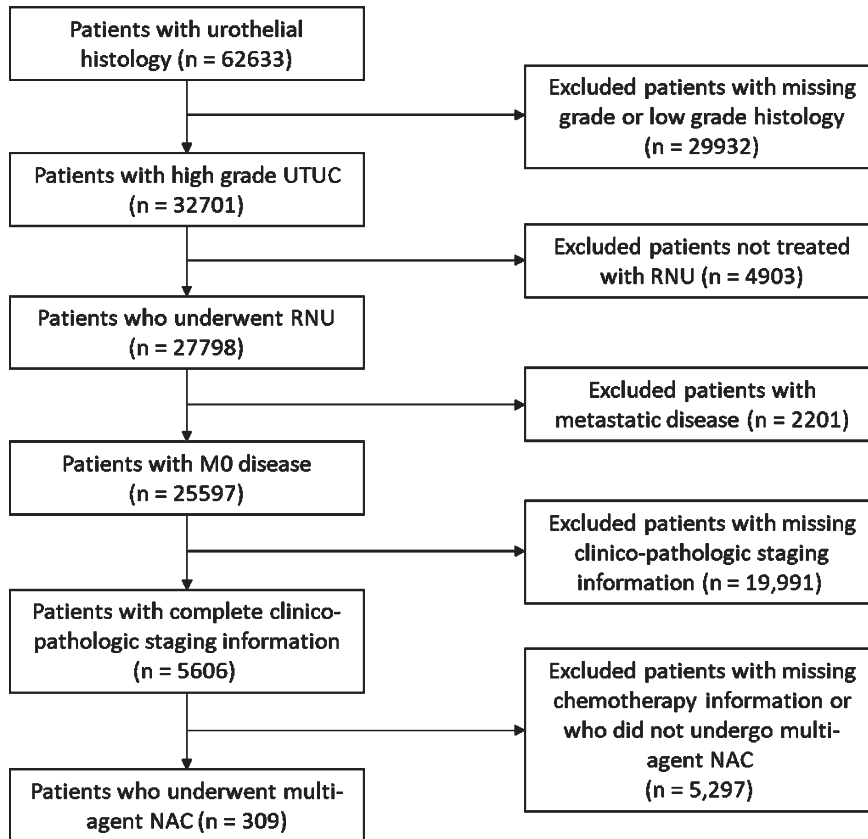 Patients with urothelial
histology (n = 62633)
Excluded patients with missing
grade or low grade histology
(n = 29932)
Patients with high grade UTUC
(n = 32701)
Excluded patients not treated
with RNU (n = 4903)
Patients who underwent RNU
(n = 27798)
Excluded patients with
metastatic disease (n = 2201)
Patients with M0 disease
(n = 25597)
Excluded patients with missing
clinico-pathologic staging
information (n = 19,991)
Patients with complete clinico-
pathologic staging information
(n = 5606)
Excluded patients with missing
chemotherapy information or
who did not undergo multi-
agent NAC
(n = 5,297)
Patients who underwent multi-
agent NAC (n = 309)